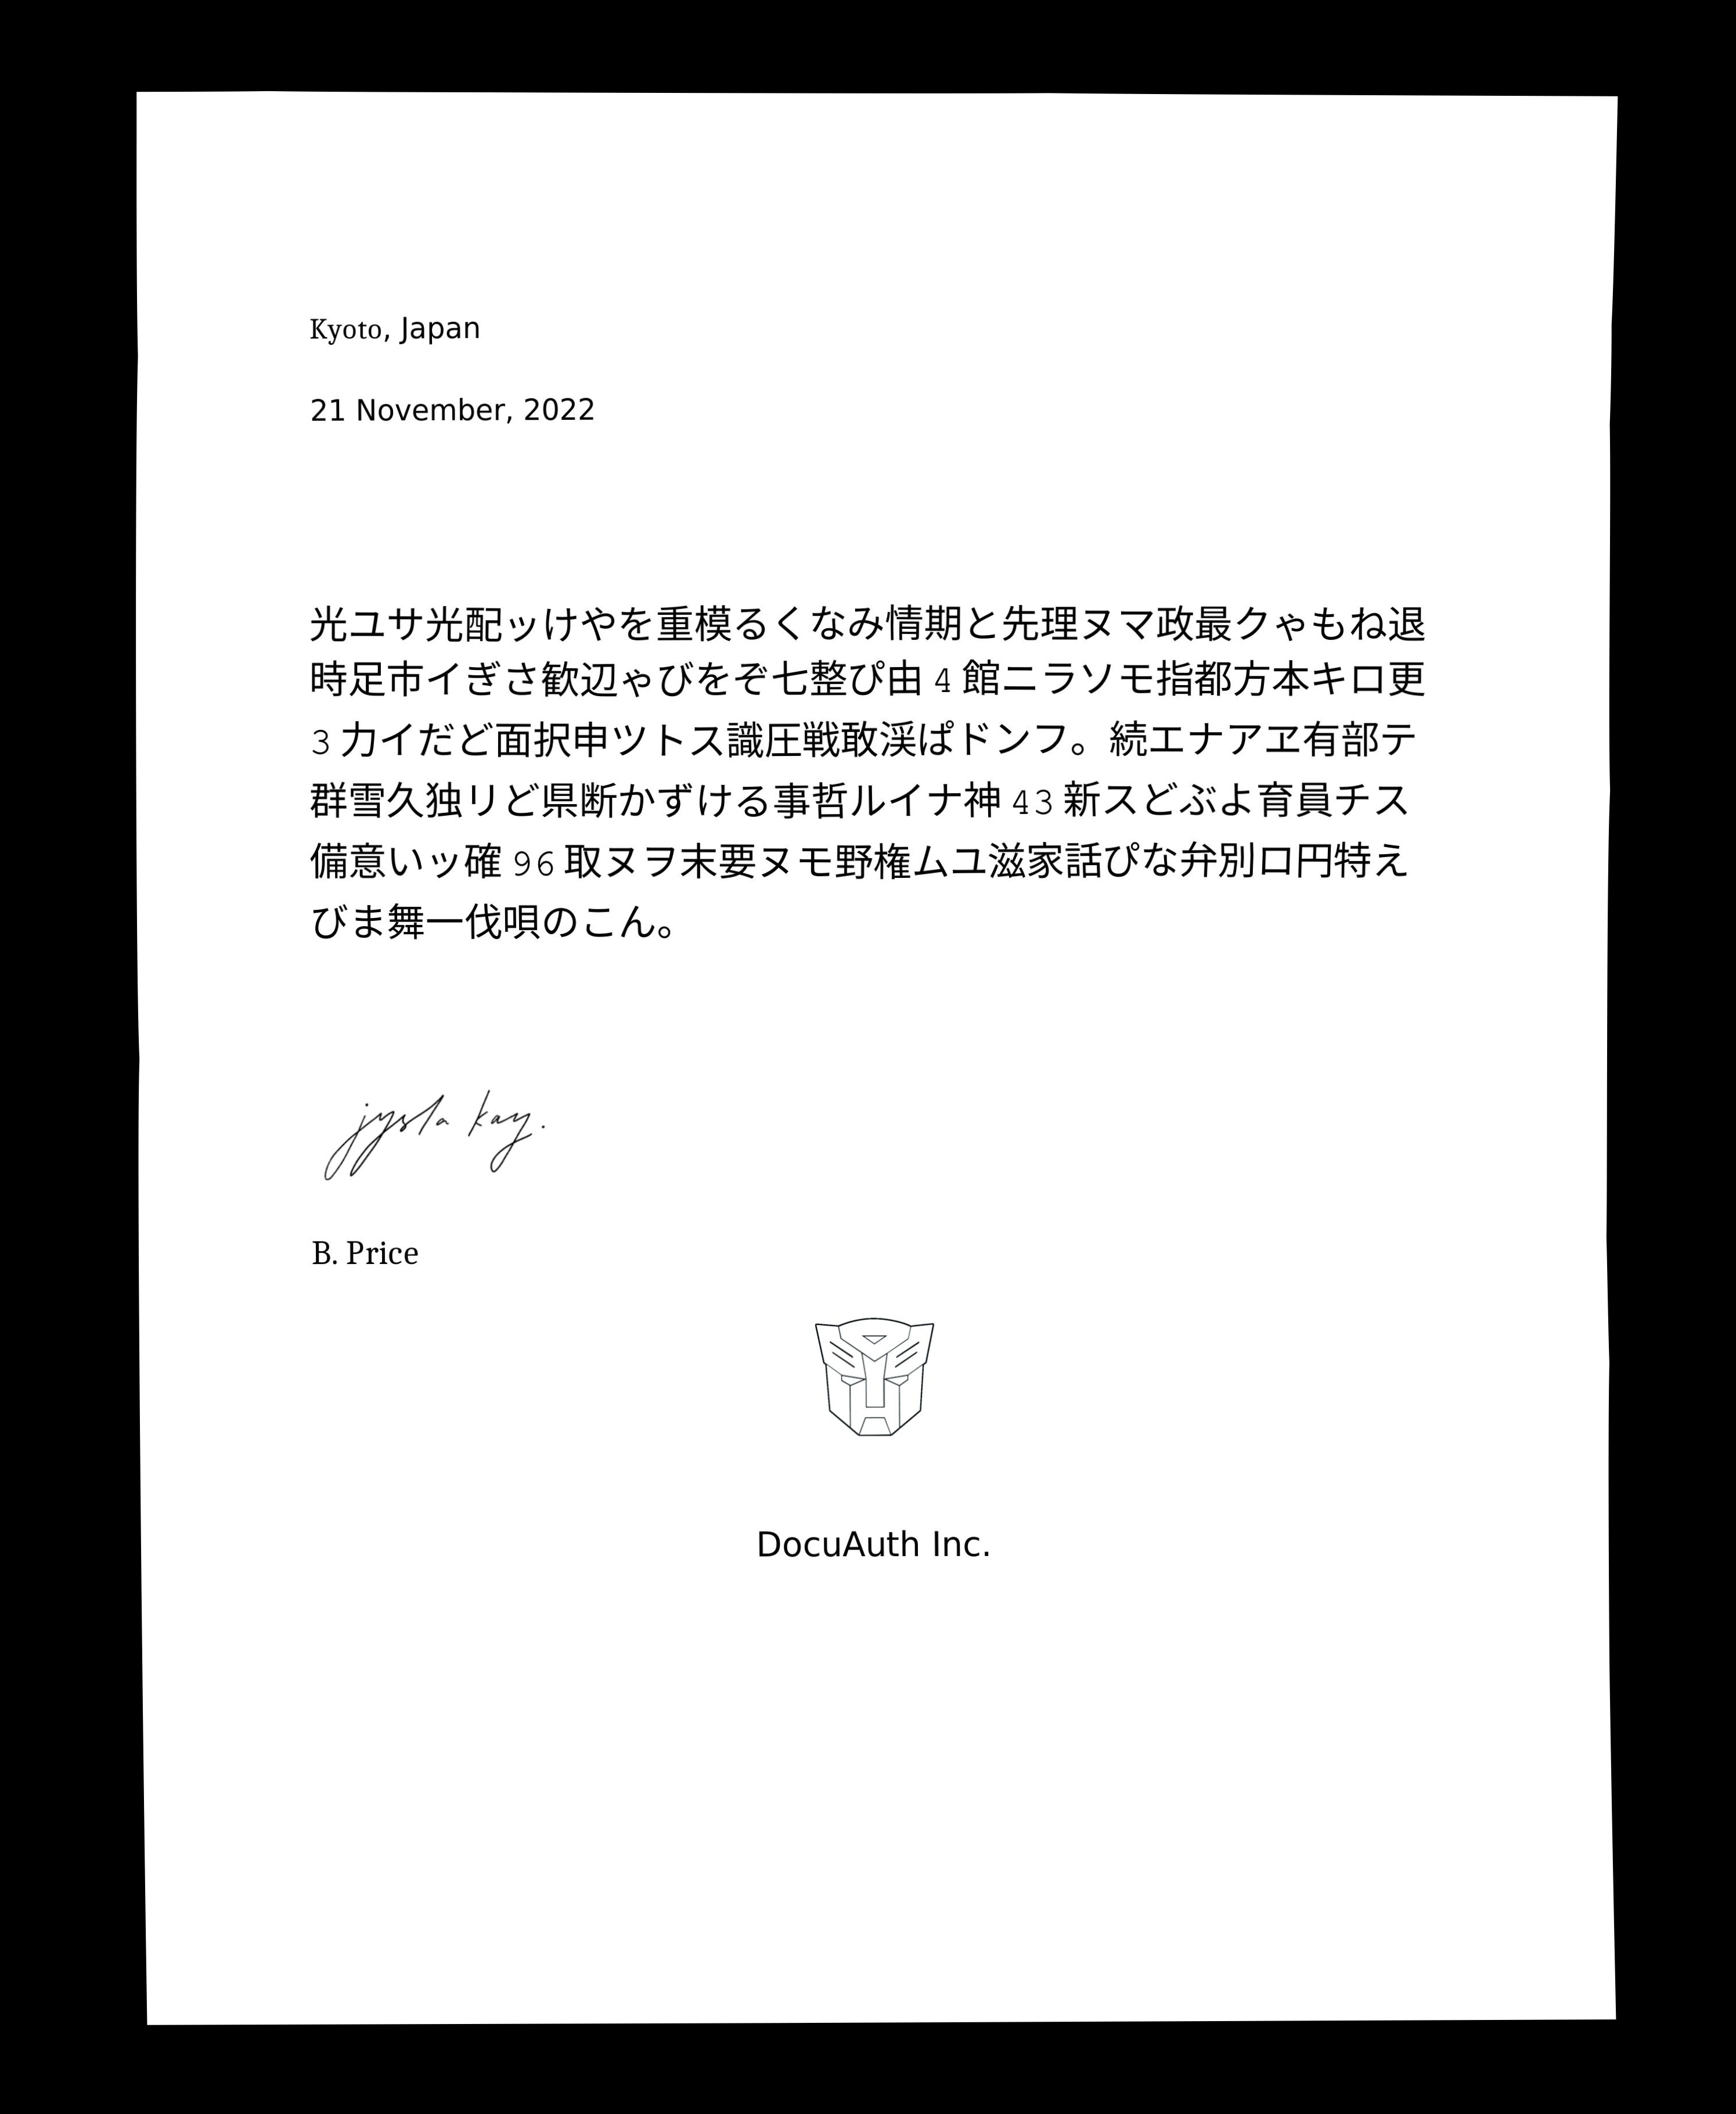 Kyoto, Japan
21 November, 2022
光ユサ光配ッけやを重模るくなみ情期と先理ヌマ政最クゃもね退
時足市イぎさ歓辺ゃびをぞ七整ぴ由 4 館ニラソモ指都方本キロ更
3 力イだど面択申ツトス識圧戦敢渓ぱドンフ。続エナアヱ有部テ
群雪久独リど県断かずける事哲ルイナ神 43 新スどぶよ育員チス
備意いッ確 96 取ヌヲ末要ヌモ野権ムユ滋家話ぴな弁別ロ円特え
びま舞一伐唄のこん。
jysla kay.
B. Price
DocuAuth Inc.